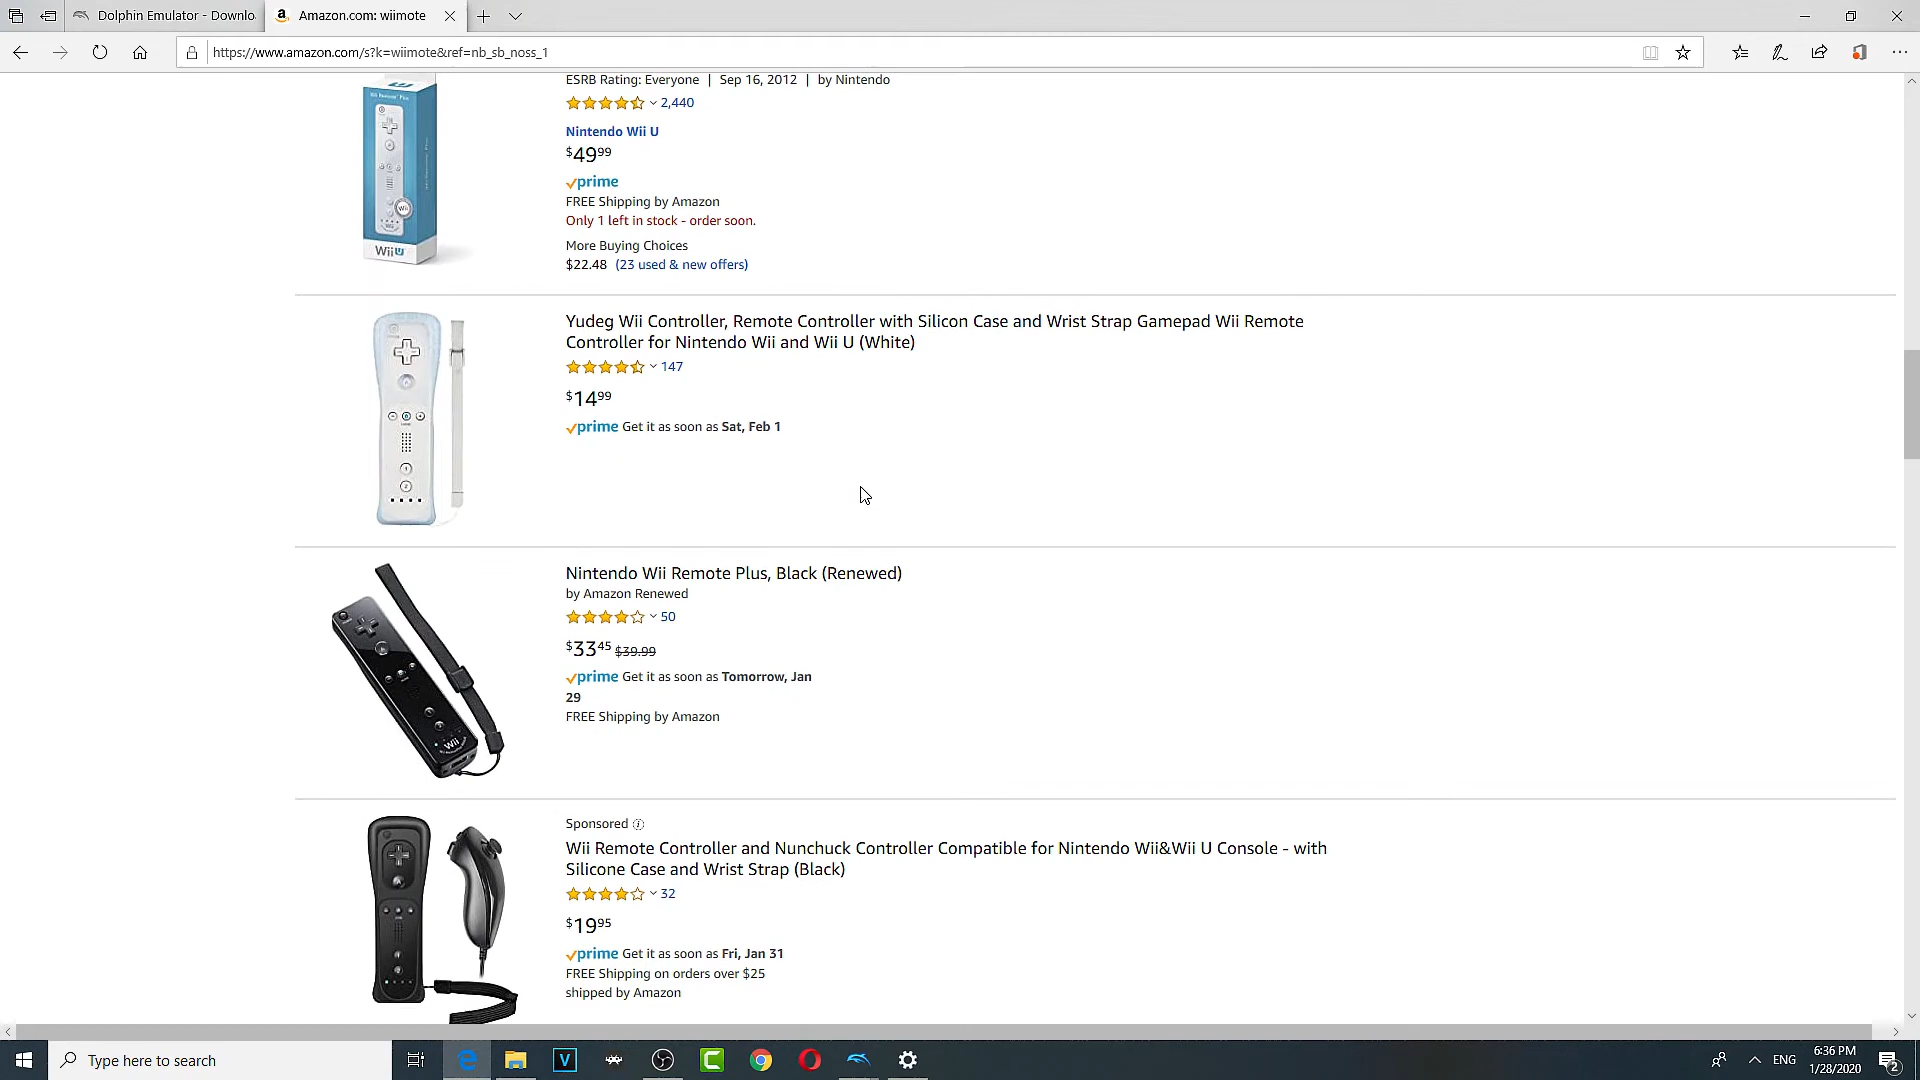 Dolphin Emulator - Downlo
Amazon.com: wiimote
https://www.amazon.com/s?k=wiimote&ref=nb_sb_noss_1
ESRB Rating: Everyone | Sep 16, 2012 | by Nintendo
2,440
Nintendo Wii U
$49.99
prime
FREE Shipping by Amazon
Only 1 left in stock - order soon.
More Buying Choices
$22.48 (23 used & new offers)
Wii U
Yudeg Wii Controller, Remote Controller with Silicon Case and Wrist Strap Gamepad Wii Remote
Controller for Nintendo Wii and Wii U (White)
147
$14.99
prime Get it as soon as Sat, Feb 1
Nintendo Wii Remote Plus, Black (Renewed)
by Amazon Renewed
50
$33.45 $39.99
prime Get it as soon as Tomorrow, Jan
29
FREE Shipping by Amazon
Wii
Sponsored
Wii Remote Controller and Nunchuck Controller Compatible for Nintendo Wii&Wii U Console - with
Silicone Case and Wrist Strap (Black)
32
$19.95
prime Get it as soon as Fri, Jan 31
FREE Shipping on orders over $25
shipped by Amazon
Type here to search
ENG
6:36 PM
1/28/2020
2